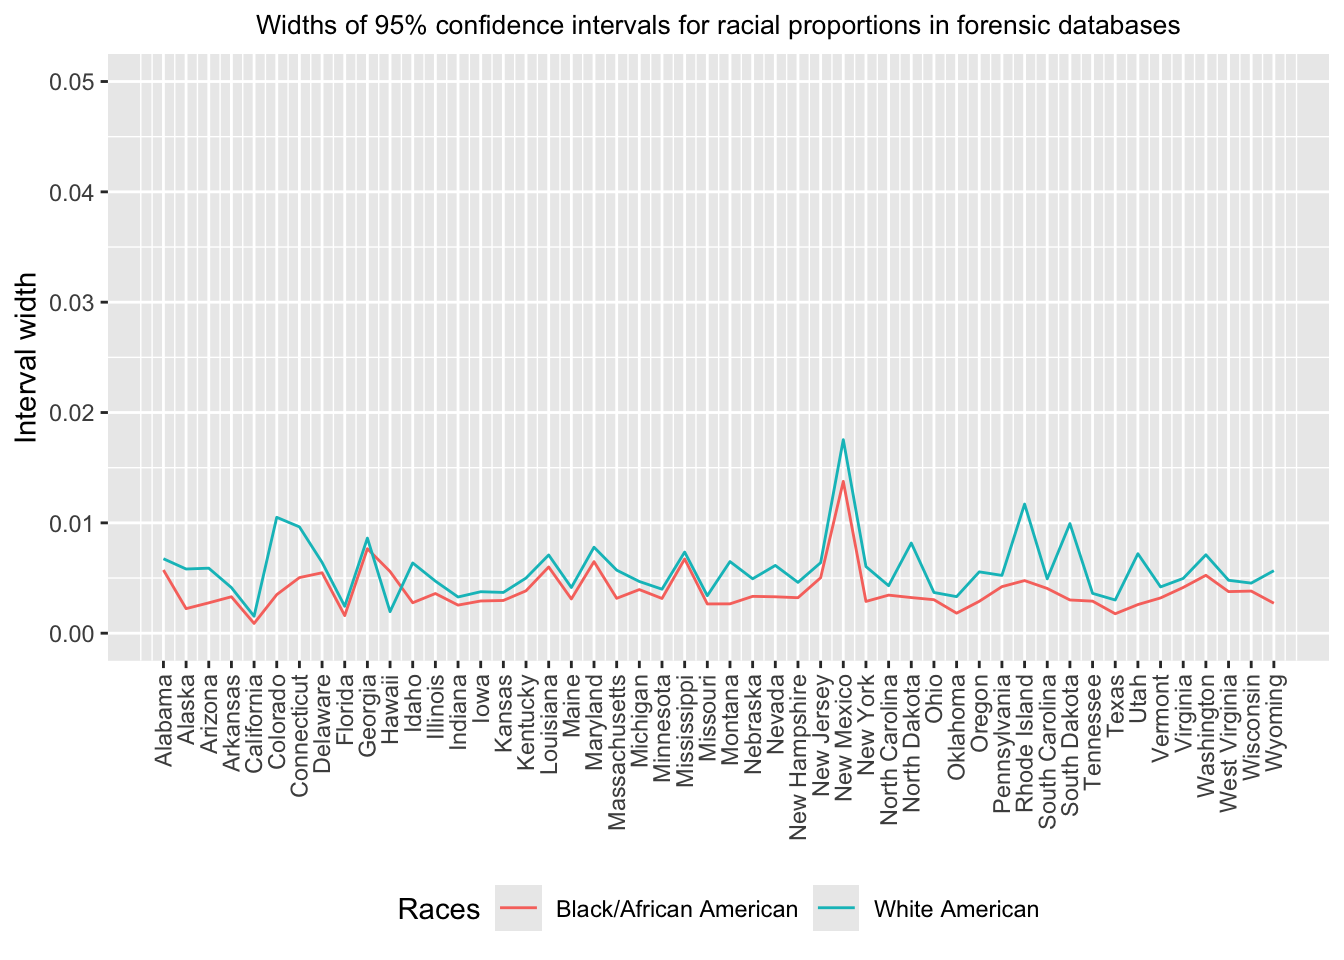 Widths of 95% confidence intervals for racial proportions in forensic databases
Interval width
0.05
0.04
0.03
0.02
0.01
0.00
Alabama
Alaska
Arizona
Arkansas
California
Colorado
Connecticut
Delaware
Florida
Georgia
Hawaii
Idaho
Illinois
Indiana
Iowa
Kansas
Kentucky
Louisiana
Maine
Maryland
Massachusetts
Michigan
Minnesota
Mississippi
Missouri
Montana
Nebraska
Nevada
New Hampshire
New Jersey
New Mexico
New York
North Carolina
North Dakota
Ohio
Oklahoma
Oregon
Pennsylvania
Rhode Island
South Carolina
South Dakota
Tennessee
Texas
Utah
Vermont
Virginia
Washington
West Virginia
Wisconsin
Wyoming
Races Black/African American White American